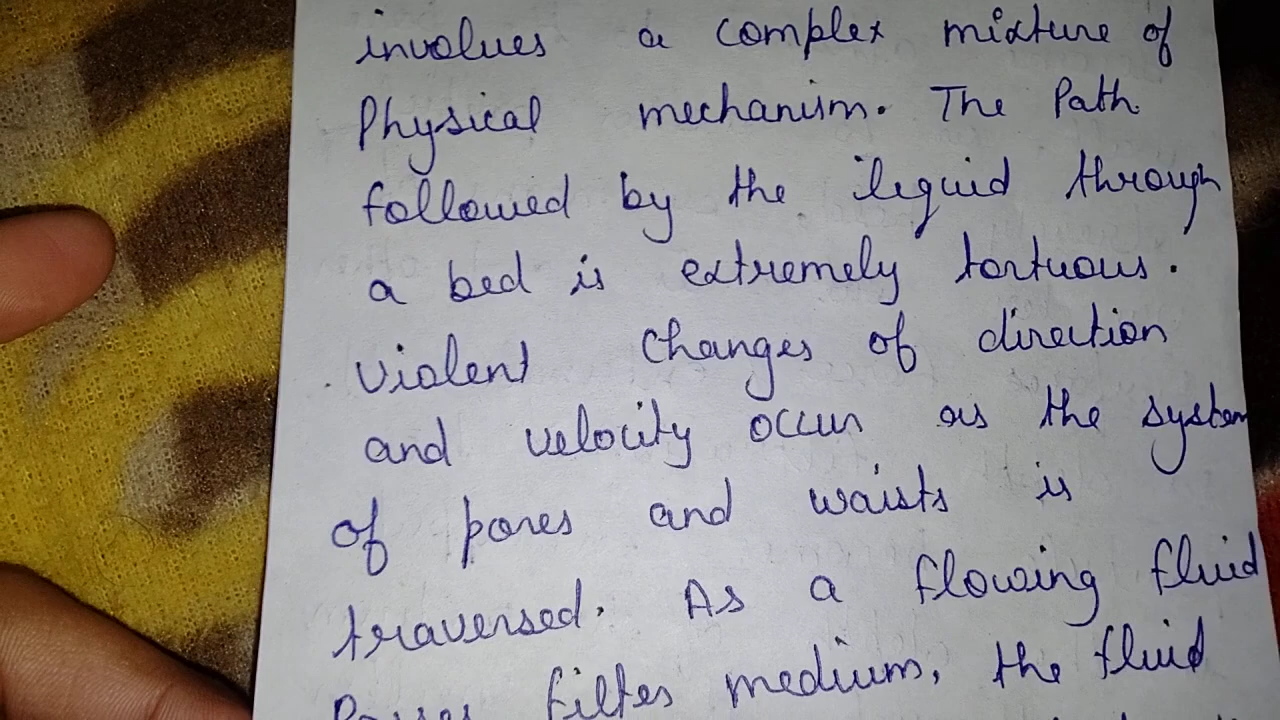 involves a complex mixture of
Physical mechanism. The Path
followed by the liquid through
a bed is extremely tortuous.
Violent changes of direction
and velocity occur as the system
of pores and waists is
traversed. As a flowing fluid
Passes filter medium, the fluid